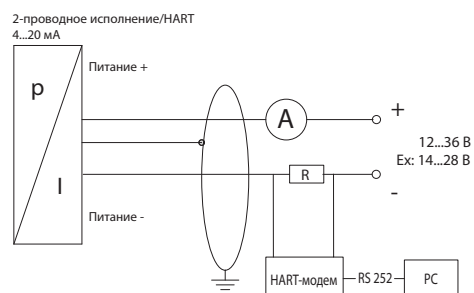 2-проводное исполнение/HART
4...20 мА
Питание +
p
A
+
12...36 В
Ex: 14...28 В
R
I
-
Питание -
HART-модем
RS 252
PC